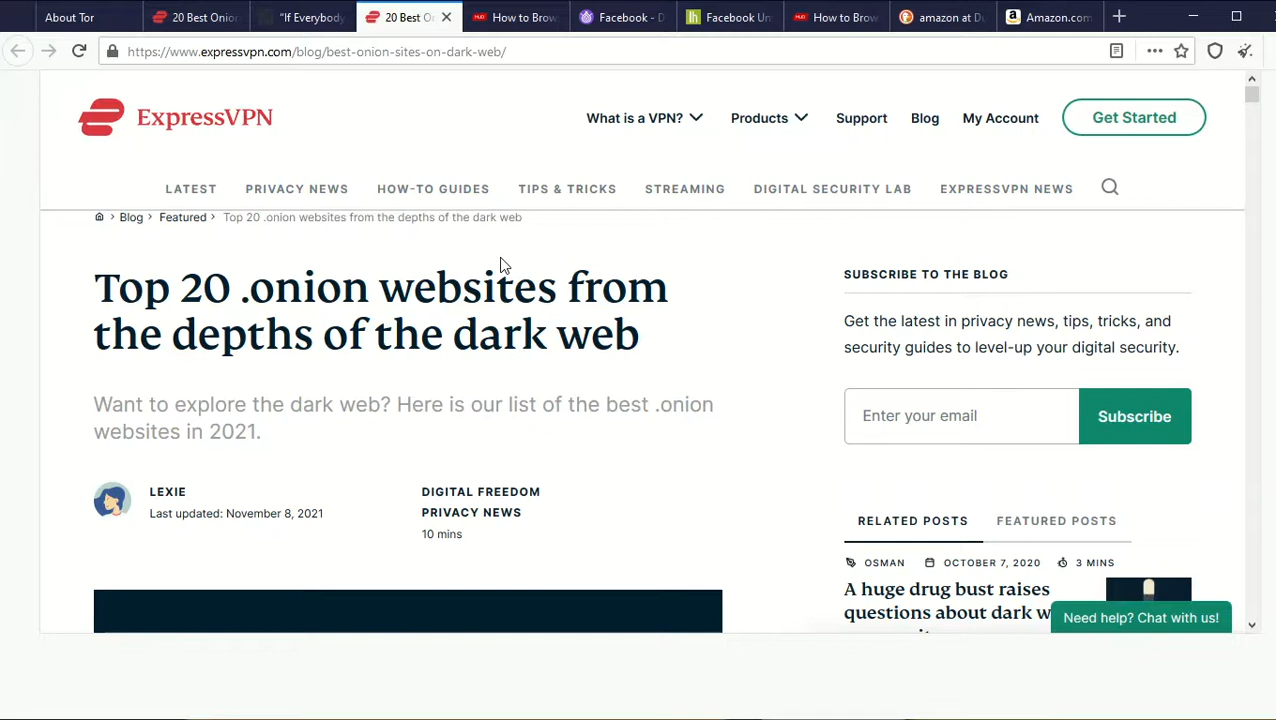 About Tor
20 Best Onion
"If Everybody
20 Best O
How to Brow
Facebook - D
Facebook Un
How to Brow
amazon at Du
Amazon.com
https://www.expressvpn.com/blog/best-onion-sites-on-dark-web/
ExpressVPN
What is a VPN?
Products
Support
Blog
My Account
Get Started
LATEST
PRIVACY NEWS
HOW-TO GUIDES
TIPS & TRICKS
STREAMING
DIGITAL SECURITY LAB
EXPRESSVPN NEWS
Blog > Featured > Top 20 .onion websites from the depths of the dark web
Top 20 .onion websites from
the depths of the dark web
Want to explore the dark web? Here is our list of the best .onion
websites in 2021.
LEXIE
Last updated: November 8, 2021
DIGITAL FREEDOM
PRIVACY NEWS
10 mins
SUBSCRIBE TO THE BLOG
Get the latest in privacy news, tips, tricks, and
security guides to level-up your digital security.
Enter your email
Subscribe
RELATED POSTS
FEATURED POSTS
OSMAN
OCTOBER 7, 2020
3 MINS
A huge drug bust raises
questions about dark w
Need help? Chat with us!